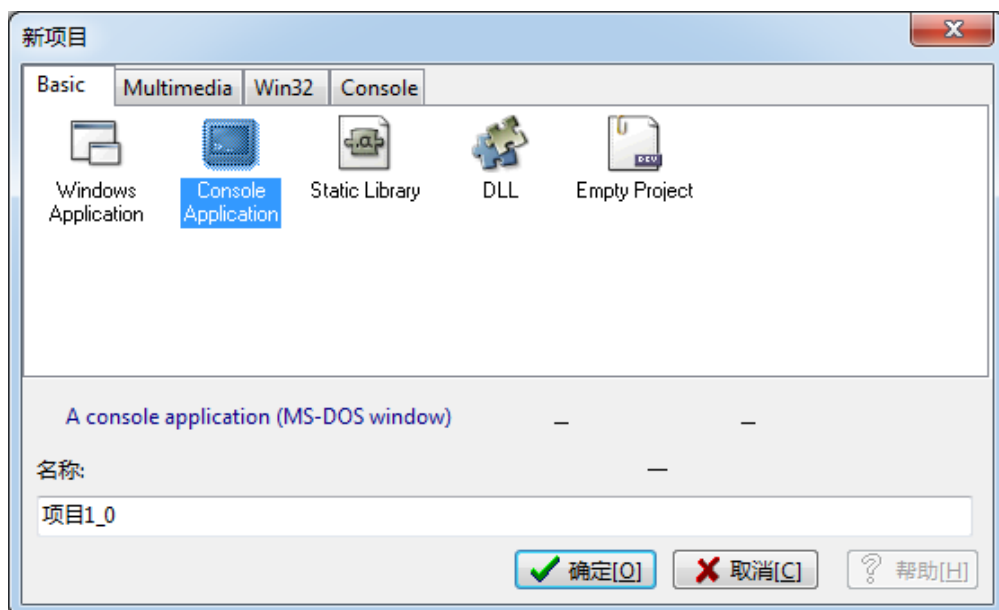 新项目
Basic Multimedia Win32 Console
Windows Application
Console Application
Static Library
DLL
Empty Project
A console application (MS-DOS window)
名称:
项目1_0
确定[O] 取消[C] 帮助[H]